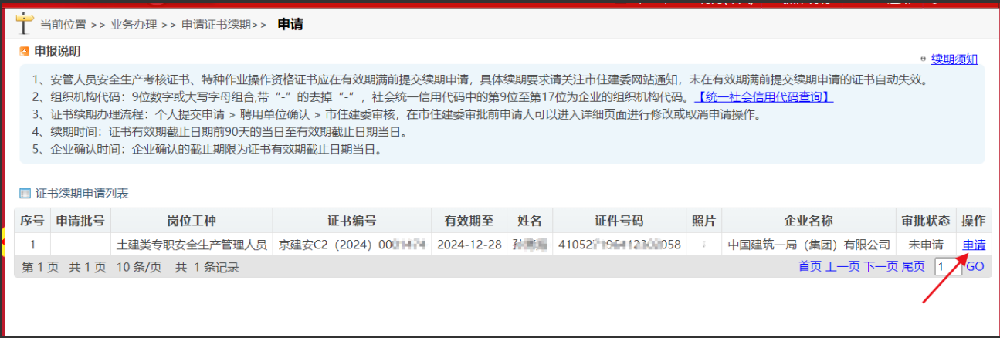 当前位置 >> 业务办理 >> 申请证书续期>> 申请
申报说明
续期须知
1、安管人员安全生产考核证书、特种作业操作资格证书应在有效期满前提交续期申请，具体续期要求请关注市住建委网站通知，未在有效期满前提交续期申请的证书自动失效。
2、组织机构代码：9位数字或大写字母组合,带“-”的去掉“-”，社会统一信用代码中的第9位至第17位为企业的组织机构代码。【统一社会信用代码查询】
3、证书续期办理流程：个人提交申请 > 聘用单位确认 > 市住建委审核，在市住建委审批前申请人可以进入详细页面进行修改或取消申请操作。
4、续期时间：证书有效期截止日期前90天的当日至有效期截止日期当日。
5、企业确认时间：企业确认的截止期限为证书有效期截止日期当日。
证书续期申请列表
序号 申请批号 岗位工种 证书编号 有效期至 姓名 证件号码 照片 企业名称 审批状态 操作
1 土建类专职安全生产管理人员 京建安C2（2024）00 2024-12-28 41052 058 中国建筑一局（集团）有限公司 未申请 申请
第 1 页 共 1 页 10 条/页 共 1 条记录 首页 上一页 下一页 尾页 1 GO